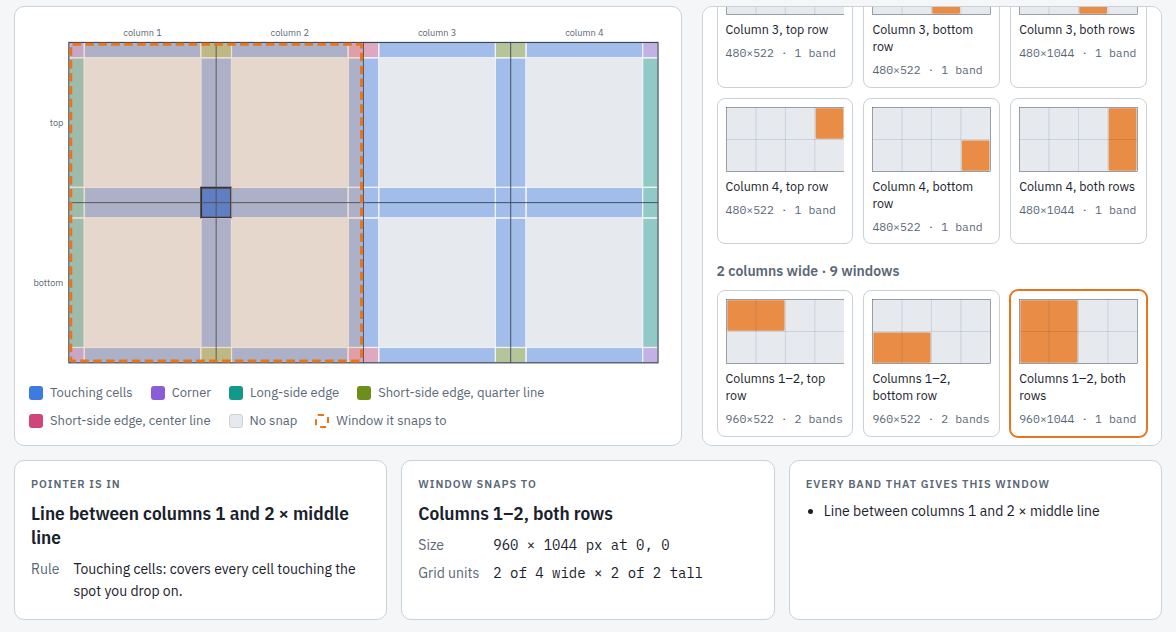 column 1
column 2
column 3
column 4
top
bottom
Touching cells
Corner
Long-side edge
Short-side edge, quarter line
Short-side edge, center line
No snap
Window it snaps to
Column 3, top row
480×522 · 1 band
Column 3, bottom
row
480×522 · 1 band
Column 3, both rows
480×1044 · 1 band
Column 4, top row
480×522 · 1 band
Column 4, bottom
row
480×522 · 1 band
Column 4, both rows
480×1044 · 1 band
2 columns wide · 9 windows
Columns 1–2, top
row
960×522 · 2 bands
Columns 1–2,
bottom row
960×522 · 2 bands
Columns 1–2, both
rows
960×1044 · 1 band
POINTER IS IN
Line between columns 1 and 2 × middle
line
Rule Touching cells: covers every cell touching the
spot you drop on.
WINDOW SNAPS TO
Columns 1–2, both rows
Size 960 × 1044 px at 0, 0
Grid units 2 of 4 wide × 2 of 2 tall
EVERY BAND THAT GIVES THIS WINDOW
• Line between columns 1 and 2 × middle line